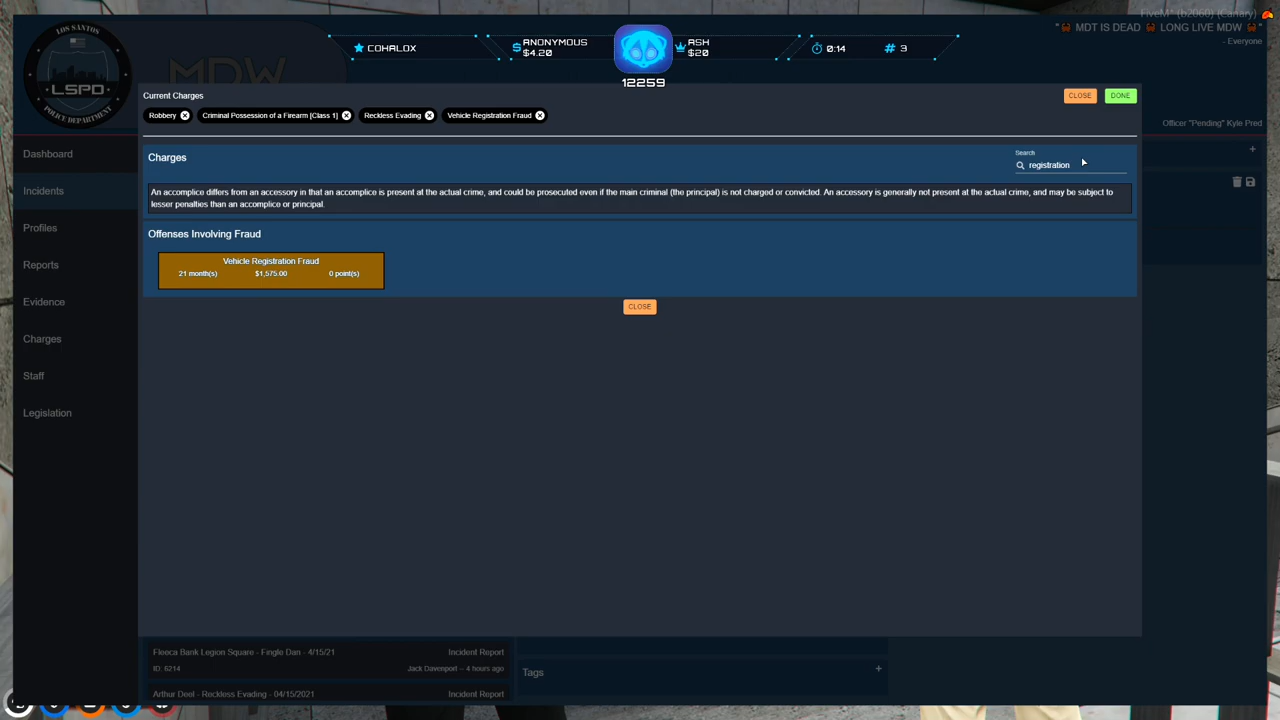 FiveM* (b2060) (Canary)
" MDT IS DEAD LONG LIVE MDW "
- Everyone
LOS SANTOS
LSPD
POLICE DEPARTMENT
MDW
COHALOX
ANONYMOUS
$4.20
ASH
$20
0:14
# 3
12259
Current Charges
CLOSE
DONE
Robbery
Criminal Possession of a Firearm [Class 1]
Reckless Evading
Vehicle Registration Fraud
Officer "Pending" Kyle Pred
Dashboard
Incidents
Profiles
Reports
Evidence
Charges
Staff
Legislation
Charges
Search
registration
An accomplice differs from an accessory in that an accomplice is present at the actual crime, and could be prosecuted even if the main criminal (the principal) is not charged or convicted. An accessory is generally not present at the actual crime, and may be subject to
lesser penalties than an accomplice or principal.
Offenses Involving Fraud
Vehicle Registration Fraud
21 month(s) $1,575.00 0 point(s)
CLOSE
Fleeca Bank Legion Square - Fingle Dan - 4/15/21 Incident Report
ID: 6214 Jack Davenport -- 4 hours ago
Arthur Deel - Reckless Evading - 04/15/2021 Incident Report
Tags